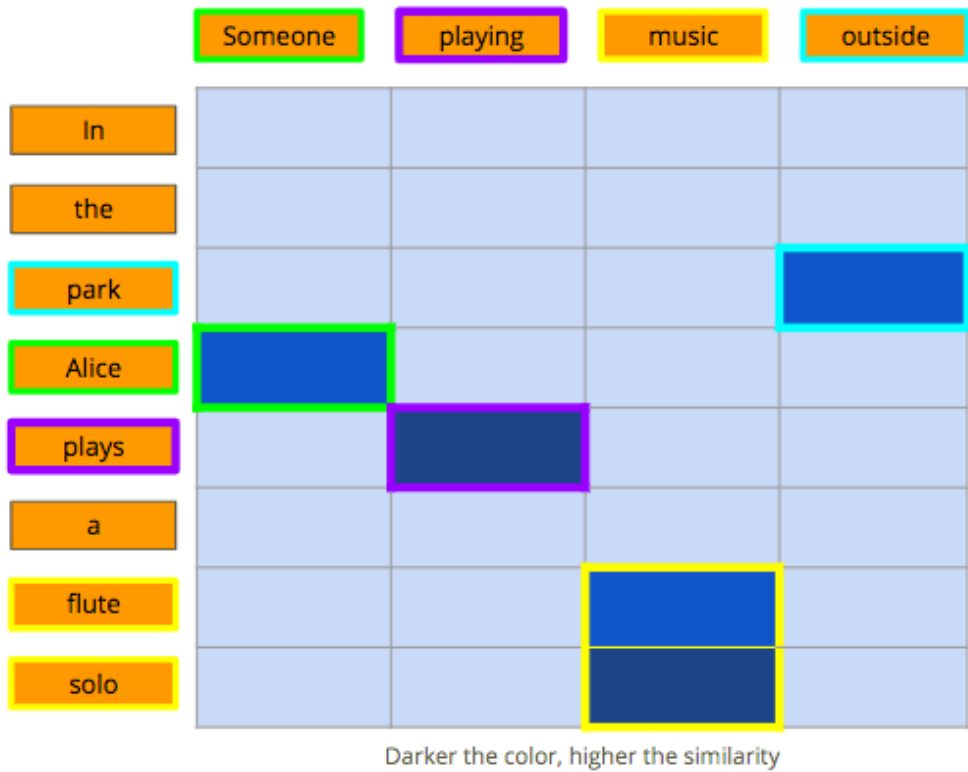 Someone playing music outside
In
the
park
Alice
plays
a
flute
solo
Darker the color, higher the similarity